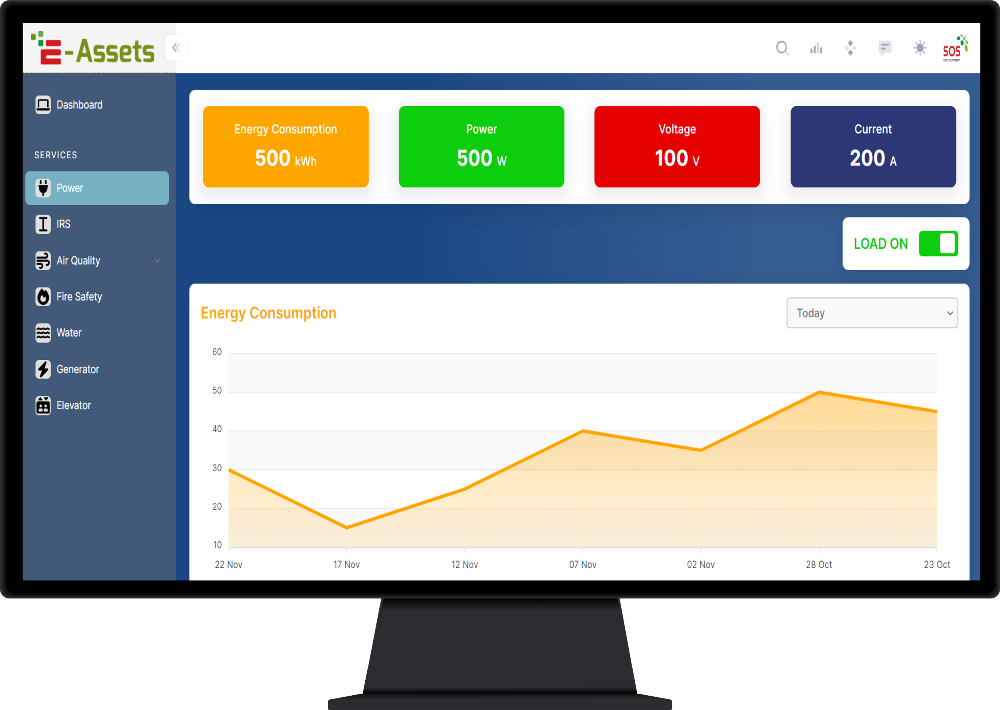 E-Assets
SOS
DEVELOPMENTS
Dashboard
SERVICES
Power
IRS
Air Quality
Fire Safety
Water
Generator
Elevator
Energy Consumption
500 kWh
Power
500 W
Voltage
100 V
Current
200 A
LOAD ON
Energy Consumption
Today
60
50
40
30
20
10
22 Nov
17 Nov
12 Nov
07 Nov
02 Nov
28 Oct
23 Oct